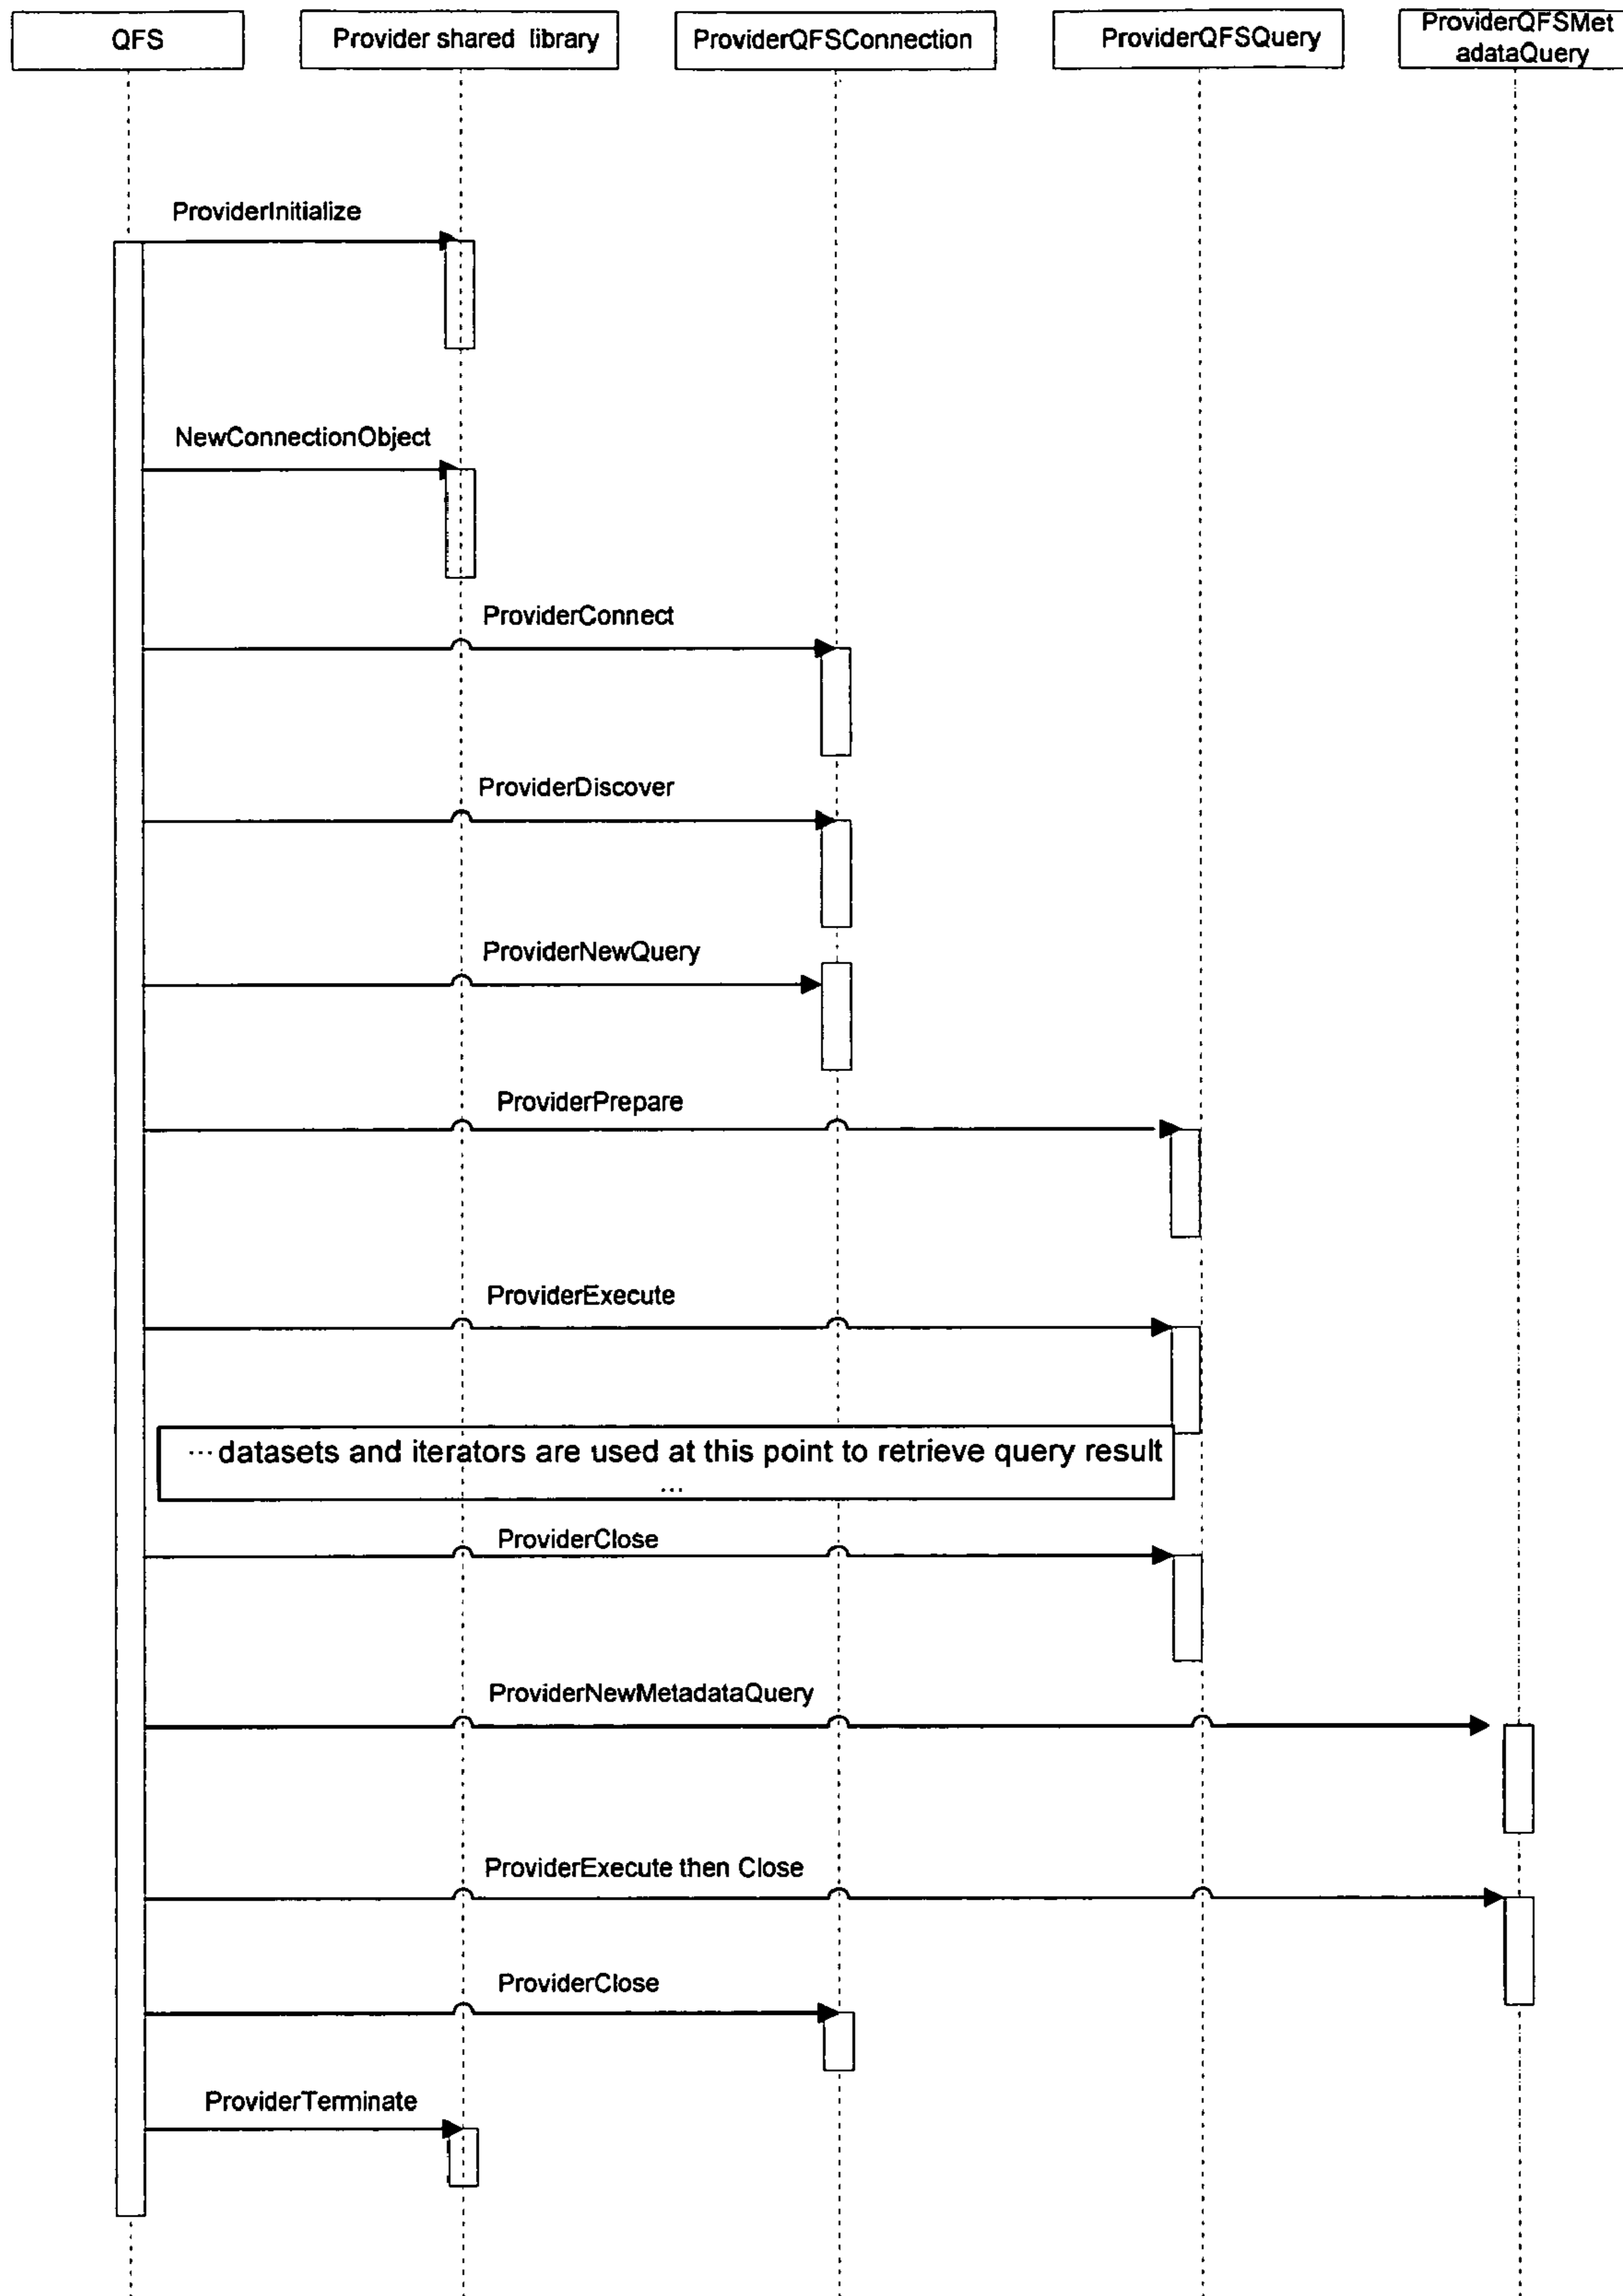 QFS
Provider shared library
ProviderQFSConnection
ProviderQFSQuery
ProviderQFSMet
adataQuery
ProviderInitialize
NewConnectionObject
ProviderConnect
ProviderDiscover
ProviderNewQuery
ProviderPrepare
ProviderExecute
...datasets and iterators are used at this point to retrieve query result
...
ProviderClose
ProviderNewMetadataQuery
ProviderExecute then Close
ProviderClose
ProviderTerminate